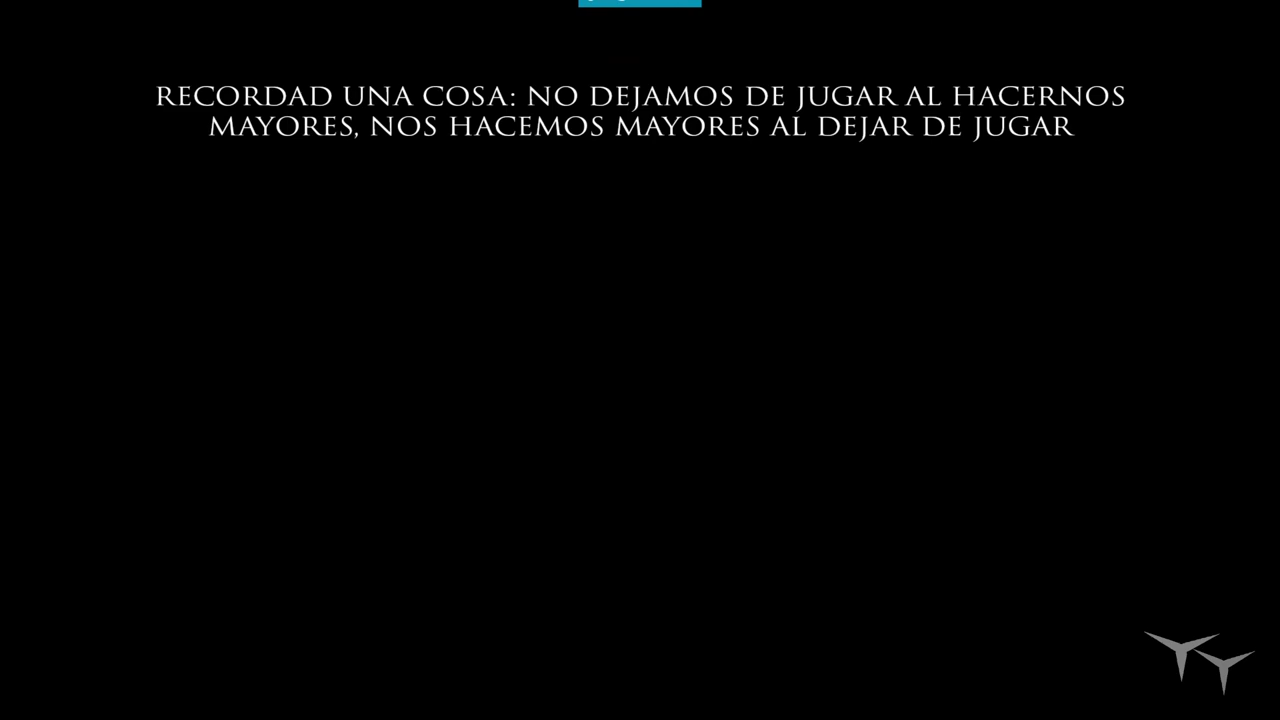 RECORDAD UNA COSA: NO DEJAMOS DE JUGAR AL HACERNOS
MAYORES, NOS HACEMOS MAYORES AL DEJAR DE JUGAR